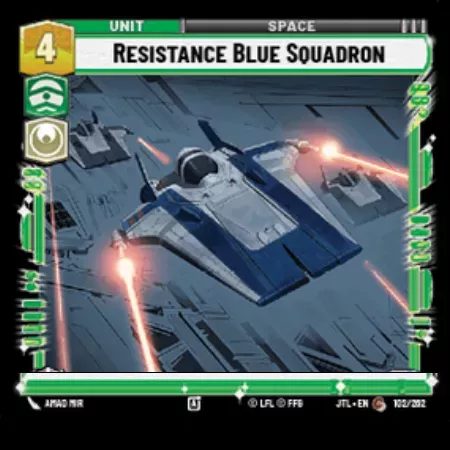 UNIT SPACE
4 RESISTANCE BLUE SQUADRON
AMAD MIR A © LFL © FFG JTL • EN 102/262